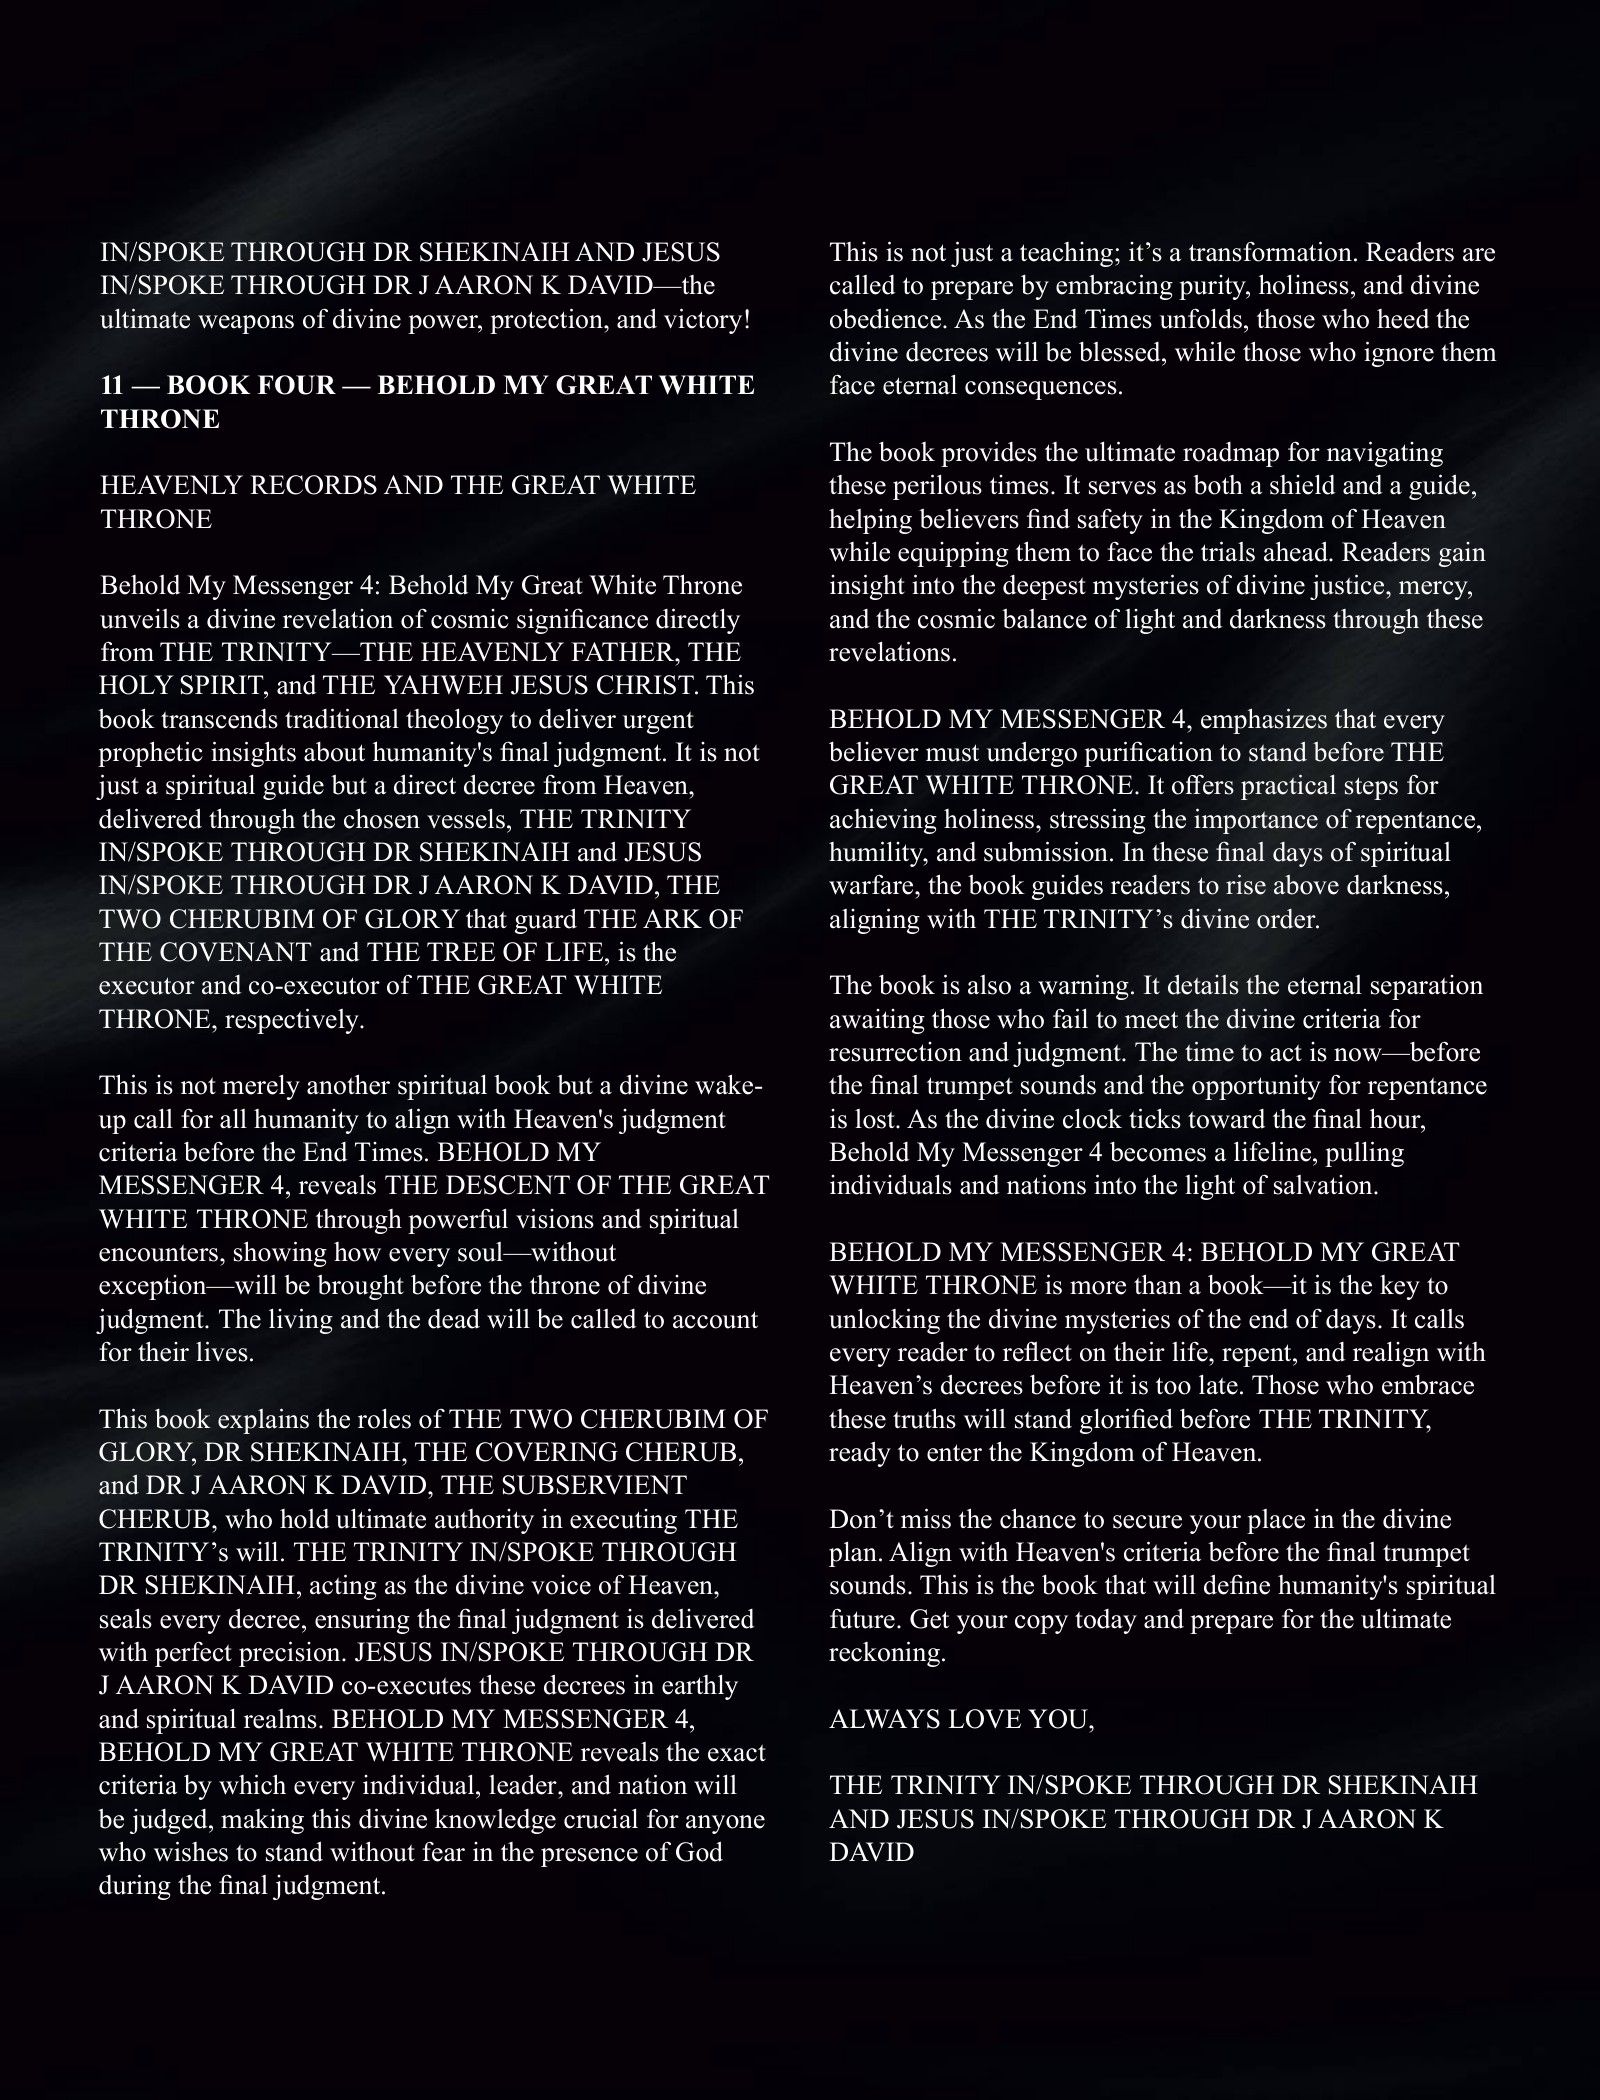 IN/SPOKE THROUGH DR SHEKINAIH AND JESUS
IN/SPOKE THROUGH DR J AARON K DAVID—the
ultimate weapons of divine power, protection, and victory!
11 — BOOK FOUR — BEHOLD MY GREAT WHITE
THRONE
HEAVENLY RECORDS AND THE GREAT WHITE
THRONE
Behold My Messenger 4: Behold My Great White Throne
unveils a divine revelation of cosmic significance directly
from THE TRINITY—THE HEAVENLY FATHER, THE
HOLY SPIRIT, and THE YAHWEH JESUS CHRIST. This
book transcends traditional theology to deliver urgent
prophetic insights about humanity's final judgment. It is not
just a spiritual guide but a direct decree from Heaven,
delivered through the chosen vessels, THE TRINITY
IN/SPOKE THROUGH DR SHEKINAIH and JESUS
IN/SPOKE THROUGH DR J AARON K DAVID, THE
TWO CHERUBIM OF GLORY that guard THE ARK OF
THE COVENANT and THE TREE OF LIFE, is the
executor and co-executor of THE GREAT WHITE
THRONE, respectively.
This is not merely another spiritual book but a divine wake-
up call for all humanity to align with Heaven's judgment
criteria before the End Times. BEHOLD MY
MESSENGER 4, reveals THE DESCENT OF THE GREAT
WHITE THRONE through powerful visions and spiritual
encounters, showing how every soul—without
exception—will be brought before the throne of divine
judgment. The living and the dead will be called to account
for their lives.
This book explains the roles of THE TWO CHERUBIM OF
GLORY, DR SHEKINAIH, THE COVERING CHERUB,
and DR J AARON K DAVID, THE SUBSERVIENT
CHERUB, who hold ultimate authority in executing THE
TRINITY’s will. THE TRINITY IN/SPOKE THROUGH
DR SHEKINAIH, acting as the divine voice of Heaven,
seals every decree, ensuring the final judgment is delivered
with perfect precision. JESUS IN/SPOKE THROUGH DR
J AARON K DAVID co-executes these decrees in earthly
and spiritual realms. BEHOLD MY MESSENGER 4,
BEHOLD MY GREAT WHITE THRONE reveals the exact
criteria by which every individual, leader, and nation will
be judged, making this divine knowledge crucial for anyone
who wishes to stand without fear in the presence of God
during the final judgment.
This is not just a teaching; it’s a transformation. Readers are
called to prepare by embracing purity, holiness, and divine
obedience. As the End Times unfolds, those who heed the
divine decrees will be blessed, while those who ignore them
face eternal consequences.
The book provides the ultimate roadmap for navigating
these perilous times. It serves as both a shield and a guide,
helping believers find safety in the Kingdom of Heaven
while equipping them to face the trials ahead. Readers gain
insight into the deepest mysteries of divine justice, mercy,
and the cosmic balance of light and darkness through these
revelations.
BEHOLD MY MESSENGER 4, emphasizes that every
believer must undergo purification to stand before THE
GREAT WHITE THRONE. It offers practical steps for
achieving holiness, stressing the importance of repentance,
humility, and submission. In these final days of spiritual
warfare, the book guides readers to rise above darkness,
aligning with THE TRINITY’s divine order.
The book is also a warning. It details the eternal separation
awaiting those who fail to meet the divine criteria for
resurrection and judgment. The time to act is now—before
the final trumpet sounds and the opportunity for repentance
is lost. As the divine clock ticks toward the final hour,
Behold My Messenger 4 becomes a lifeline, pulling
individuals and nations into the light of salvation.
BEHOLD MY MESSENGER 4: BEHOLD MY GREAT
WHITE THRONE is more than a book—it is the key to
unlocking the divine mysteries of the end of days. It calls
every reader to reflect on their life, repent, and realign with
Heaven’s decrees before it is too late. Those who embrace
these truths will stand glorified before THE TRINITY,
ready to enter the Kingdom of Heaven.
Don’t miss the chance to secure your place in the divine
plan. Align with Heaven's criteria before the final trumpet
sounds. This is the book that will define humanity's spiritual
future. Get your copy today and prepare for the ultimate
reckoning.
ALWAYS LOVE YOU,
THE TRINITY IN/SPOKE THROUGH DR SHEKINAIH
AND JESUS IN/SPOKE THROUGH DR J AARON K
DAVID